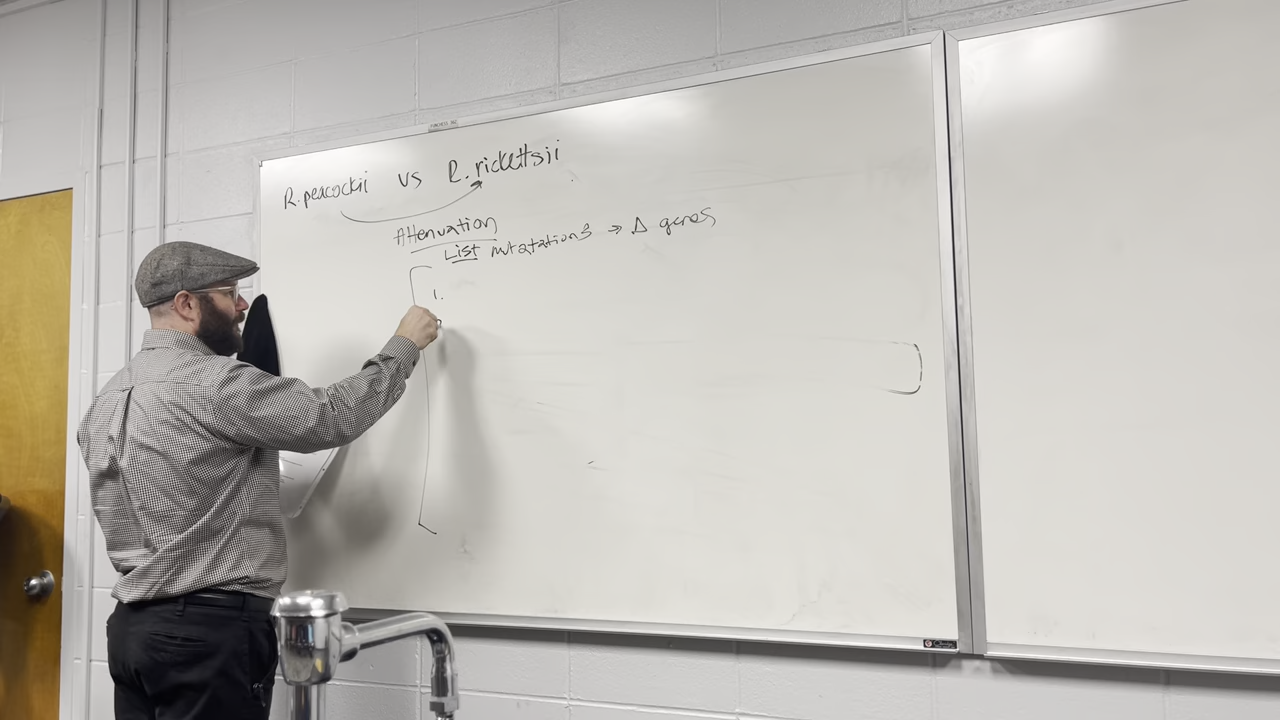 R.peacockii vs R.rickettsii
Attenuation
List mutations → Δ genes
1.